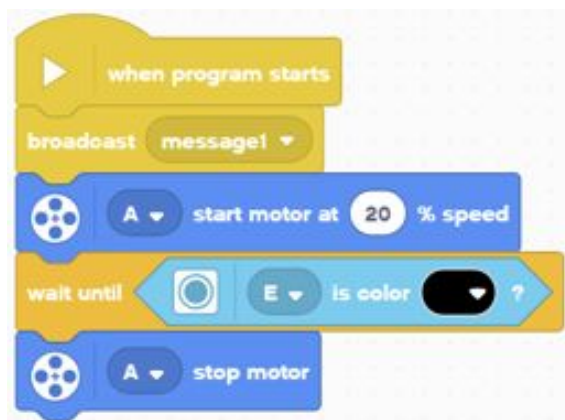 when program starts
broadcast message1
A start motor at 20 % speed
wait until E is color ?
A stop motor